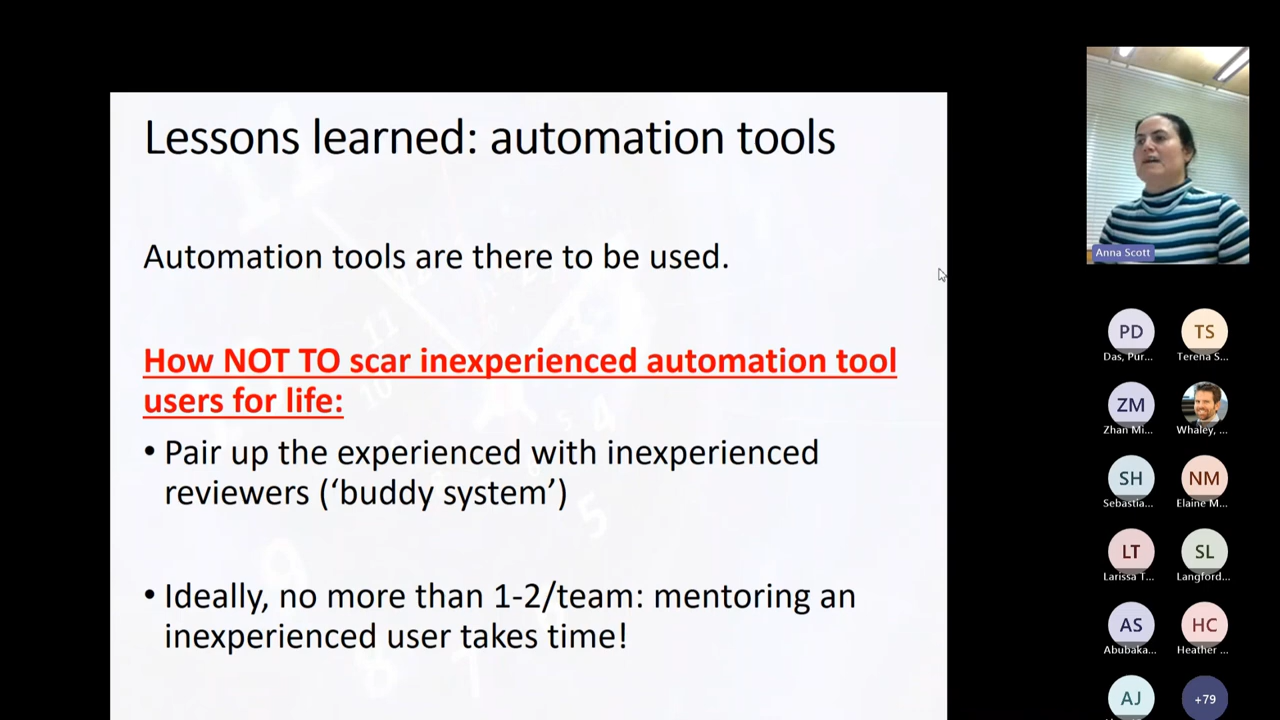 Lessons learned: automation tools
Automation tools are there to be used.
How NOT TO scar inexperienced automation tool
users for life:
• Pair up the experienced with inexperienced
reviewers (‘buddy system’)
• Ideally, no more than 1-2/team: mentoring an
inexperienced user takes time!
Anna Scott
PD TS
Das, Pur... Terena S...
ZM
Zhan Mi... Whaley, ...
SH NM
Sebastia... Elaine M...
LT SL
Larissa T... Langford...
AS HC
Abubaka... Heather ...
AJ +79